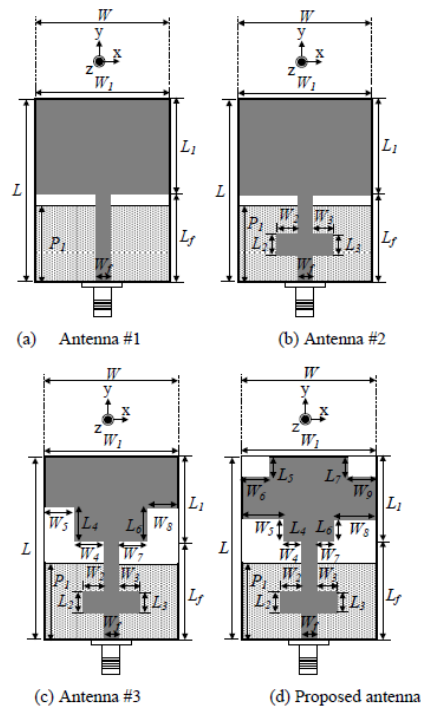 W
W
y
y
z
x
z
x
W1
W1
L
L1
L
L1
P1
Lf
P1
W2
W3
Lf
L2
L3
Wf
Wf
(a) Antenna #1
(b) Antenna #2
W
W
y
y
z
x
z
x
W1
W1
L5
L7
W6
W9
L
W5
L4
L6
W8
L1
L
W5
L4
L6
W8
L1
W4
W7
W4
W7
P1
W2
W3
Lf
P1
W2
W3
Lf
L2
L3
L2
L3
Wf
Wf
(c) Antenna #3
(d) Proposed antenna